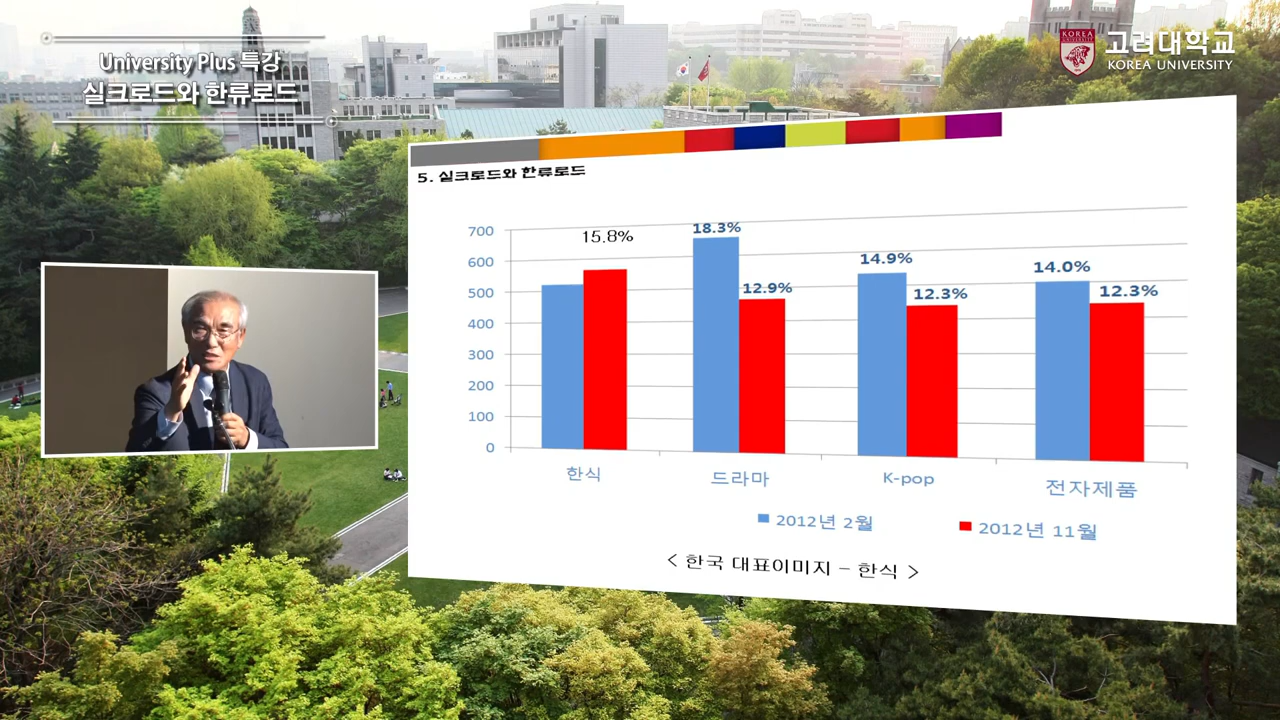 University Plus 특강
실크로드와 한류로드
KOREA
고려대학교
KOREA UNIVERSITY
5. 실크로드와 한류로드
700
600
500
400
300
200
100
0
15.8%
18.3%
12.9%
14.9%
12.3%
14.0%
12.3%
한식
드라마
K-pop
전자제품
2012년 2월
2012년 11월
< 한국 대표이미지 – 한식 >